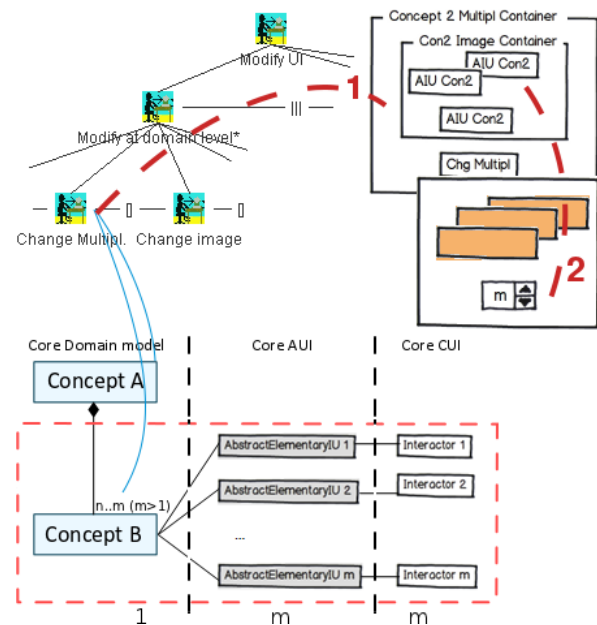 Modify UI
Modify at domain level*
|||
Change Multipl.
[]
Change image
[]
1
Concept 2 Multipl Container
Con2 Image Container
AIU Con2
AIU Con2
AIU Con2
Chg Multipl
m
2
Core Domain model
Core AUI
Core CUI
Concept A
n..m (m>1)
Concept B
AbstractElementaryIU 1
Interactor 1
AbstractElementaryIU 2
Interactor 2
...
AbstractElementaryIU m
Interactor m
1
m
m